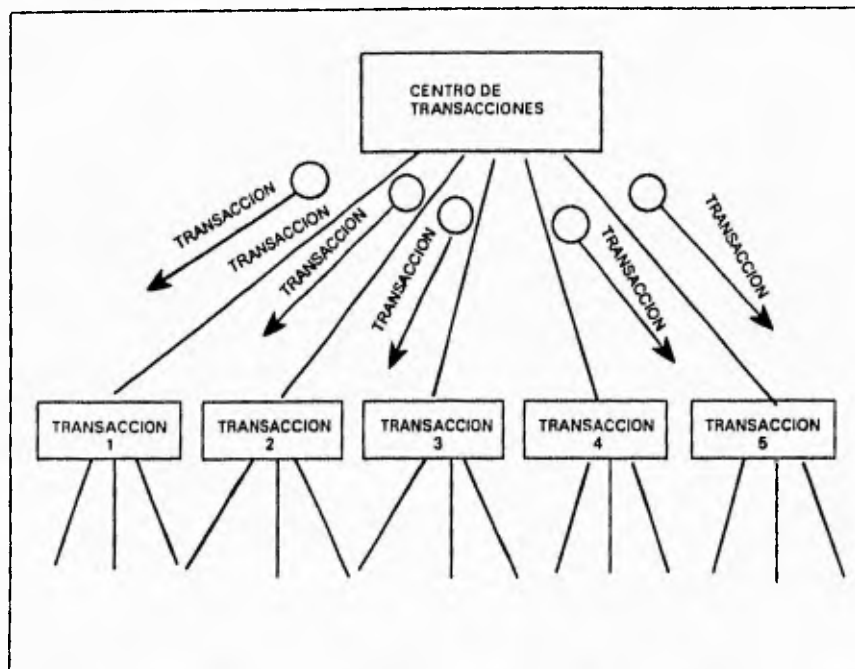 CENTRO DE
TRANSACCIONES
TRANSACCION
TRANSACCION
TRANSACCION
TRANSACCION
TRANSACCION
TRANSACCION
TRANSACCION
1
TRANSACCION
2
TRANSACCION
3
TRANSACCION
4
TRANSACCION
5